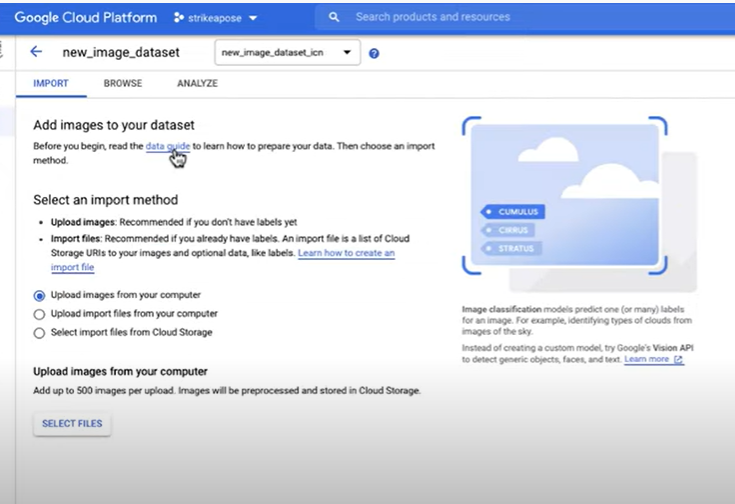 Google Cloud Platform strikeapose Search products and resources
new_image_dataset new_image_dataset_icn
IMPORT BROWSE ANALYZE
Add images to your dataset
Before you begin, read the data guide to learn how to prepare your data. Then choose an import
method.
Select an import method
• Upload images: Recommended if you don't have labels yet
• Import files: Recommended if you already have labels. An import file is a list of Cloud
Storage URIs to your images and optional data, like labels. Learn how to create an
import file
Upload images from your computer
Upload import files from your computer
Select import files from Cloud Storage
Upload images from your computer
Add up to 500 images per upload. Images will be preprocessed and stored in Cloud Storage.
SELECT FILES
CUMULUS
CIRRUS
STRATUS
Image classification models predict one (or many) labels
for an image. For example, identifying types of clouds from
images of the sky.
Instead of creating a custom model, try Google's Vision API
to detect generic objects, faces, and text. Learn more